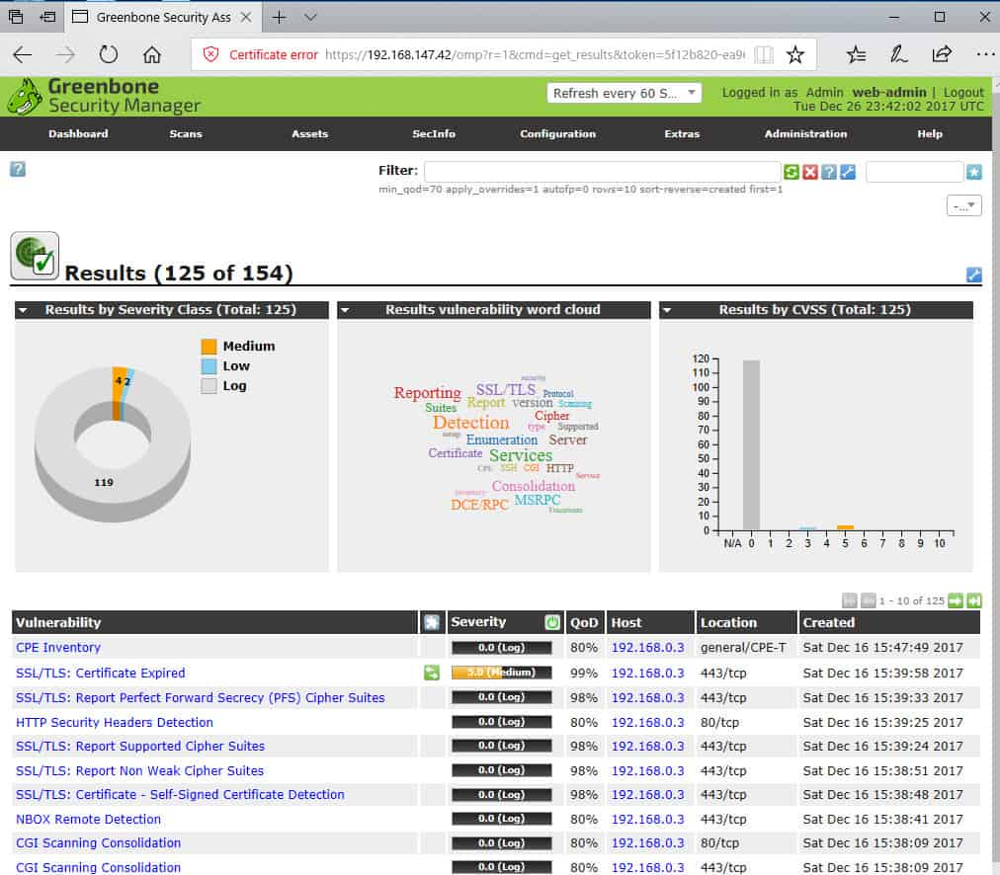 Greenbone Security Ass
Certificate error https://192.168.147.42/omp?r=1&cmd=get_results&token=5f12b820-ea9
Greenbone
Security Manager
Refresh every 60 S...
Logged in as Admin web-admin | Logout
Tue Dec 26 23:42:02 2017 UTC
Dashboard Scans Assets SecInfo Configuration Extras Administration Help
Filter:
min_qod=70 apply_overrides=1 autofp=0 rows=10 sort-reverse=created first=1
-...
Results (125 of 154)
Results by Severity Class (Total: 125)
Medium
Low
Log
4 2
119
Results vulnerability word cloud
security
Reporting SSL/TLS Protocol
Suites Report version Scanning
Detection Cipher
type Supported
Enumeration Server
Certificate Services
CPE SSH CGI HTTP
Service
Inventory Consolidation
DCE/RPC MSRPC
Traceroute
Results by CVSS (Total: 125)
120
110
100
90
80
70
60
50
40
30
20
10
0
N/A 0 1 2 3 4 5 6 7 8 9 10
1 - 10 of 125
Vulnerability Severity QoD Host Location Created
CPE Inventory 0.0 (Log) 80% 192.168.0.3 general/CPE-T Sat Dec 16 15:47:49 2017
SSL/TLS: Certificate Expired 5.0 (Medium) 99% 192.168.0.3 443/tcp Sat Dec 16 15:39:58 2017
SSL/TLS: Report Perfect Forward Secrecy (PFS) Cipher Suites 0.0 (Log) 98% 192.168.0.3 443/tcp Sat Dec 16 15:39:33 2017
HTTP Security Headers Detection 0.0 (Log) 80% 192.168.0.3 80/tcp Sat Dec 16 15:39:25 2017
SSL/TLS: Report Supported Cipher Suites 0.0 (Log) 98% 192.168.0.3 443/tcp Sat Dec 16 15:39:24 2017
SSL/TLS: Report Non Weak Cipher Suites 0.0 (Log) 98% 192.168.0.3 443/tcp Sat Dec 16 15:38:51 2017
SSL/TLS: Certificate - Self-Signed Certificate Detection 0.0 (Log) 98% 192.168.0.3 443/tcp Sat Dec 16 15:38:48 2017
NBOX Remote Detection 0.0 (Log) 80% 192.168.0.3 443/tcp Sat Dec 16 15:38:41 2017
CGI Scanning Consolidation 0.0 (Log) 80% 192.168.0.3 80/tcp Sat Dec 16 15:38:09 2017
CGI Scanning Consolidation 0.0 (Log) 80% 192.168.0.3 443/tcp Sat Dec 16 15:38:09 2017